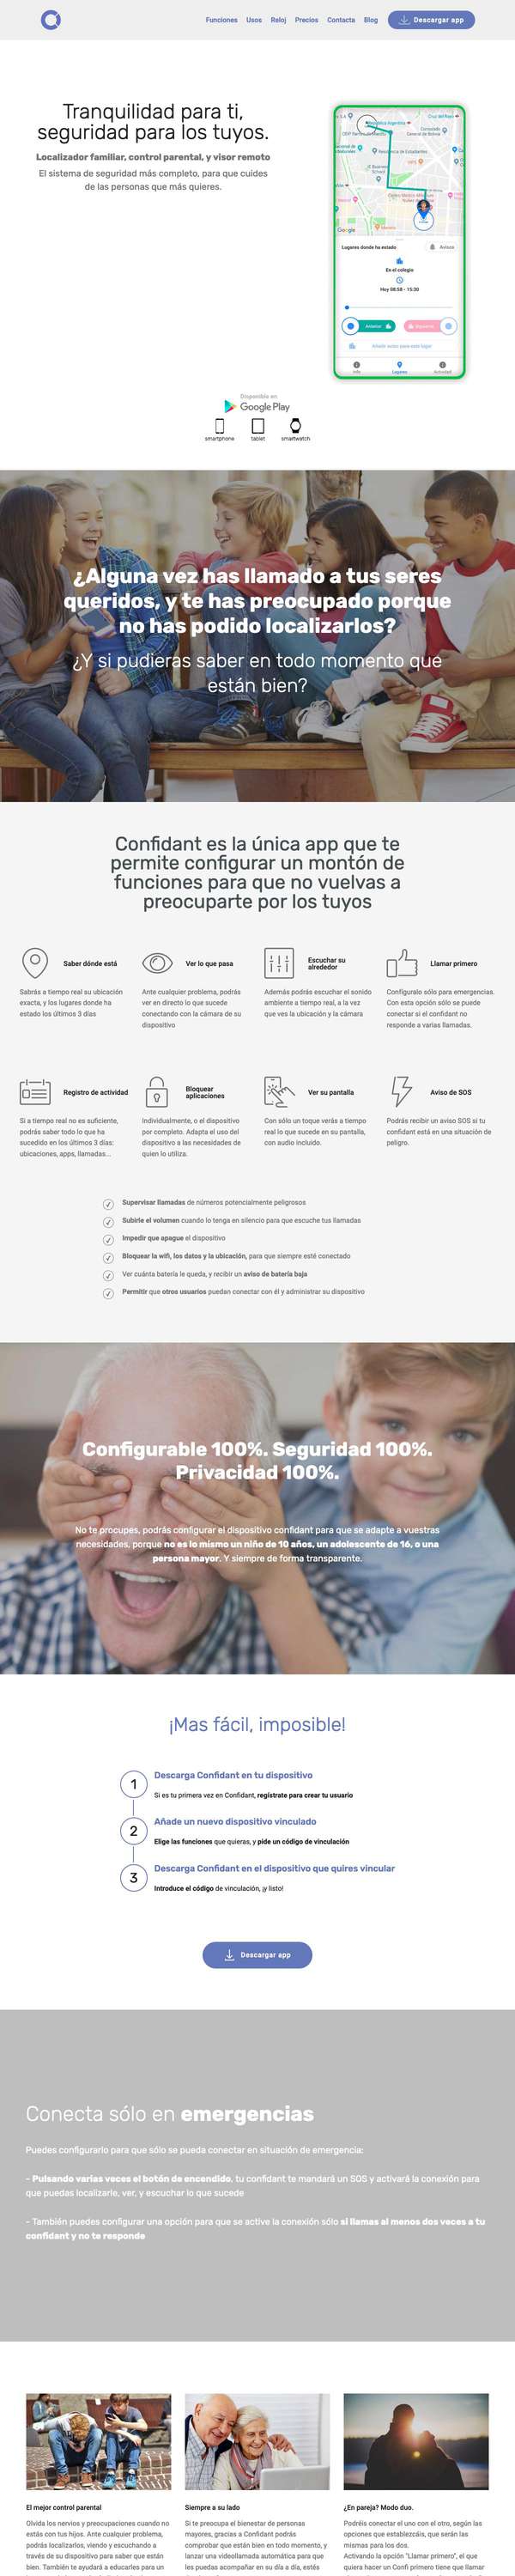 Funciones Usos Reloj Precios Contacta Blog Descargar app
Tranquilidad para ti,
seguridad para los tuyos.
Localizador familiar, control parental, y visor remoto
El sistema de seguridad más completo, para que cuides
de las personas que más quieres.
Google
Lugares donde ha estado
Avisos
En el colegio
Hoy 08:58 - 15:30
Anterior
Añadir aviso para este lugar
Info Lugares Actividad
Disponible en
Google Play
smartphone tablet smartwatch
¿Alguna vez has llamado a tus seres
queridos, y te has preocupado porque
no has podido localizarlos?
¿Y si pudieras saber en todo momento que
están bien?
Confidant es la única app que te
permite configurar un montón de
funciones para que no vuelvas a
preocuparte por los tuyos
Saber dónde está
Sabrás a tiempo real su ubicación
exacta, y los lugares donde ha
estado los últimos 3 días
Ver lo que pasa
Ante cualquier problema, podrás
ver en directo lo que sucede
conectando con la cámara de su
dispositivo
Escuchar su
alrededor
Además podrás escuchar el sonido
ambiente a tiempo real, a la vez
que ves la ubicación y la cámara
Llamar primero
Configuralo sólo para emergencias.
Con esta opción sólo se puede
conectar si el confidant no
responde a varias llamadas.
Registro de actividad
Si a tiempo real no es suficiente,
podrás saber todo lo que ha
sucedido en los últimos 3 días:
ubicaciones, apps, llamadas...
Bloquear
aplicaciones
Individualmente, o el dispositivo
por completo. Adapta el uso del
dispositivo a las necesidades de
quien lo utiliza.
Ver su pantalla
Con sólo un toque verás a tiempo
real lo que sucede en su pantalla,
con audio incluido.
Aviso de SOS
Podrás recibir un aviso SOS si tu
confidant está en una situación de
peligro.
Supervisar llamadas de números potencialmente peligrosos
Subirle el volumen cuando lo tenga en silencio para que escuche tus llamadas
Impedir que apague el dispositivo
Bloquear la wifi, los datos y la ubicación, para que siempre esté conectado
Ver cuánta batería le queda, y recibir un aviso de batería baja
Permitir que otros usuarios puedan conectar con él y administrar su dispositivo
Configurable 100%. Seguridad 100%.
Privacidad 100%.
No te procupes, podrás configurar el dispositivo confidant para que se adapte a vuestras
necesidades, porque no es lo mismo un niño de 10 años, un adolescente de 16, o una
persona mayor. Y siempre de forma transparente.
¡Mas fácil, imposible!
1
Descarga Confidant en tu dispositivo
Si es tu primera vez en Confidant, regístrate para crear tu usuario
2
Añade un nuevo dispositivo vinculado
Elige las funciones que quieras, y pide un código de vinculación
3
Descarga Confidant en el dispositivo que quires vincular
Introduce el código de vinculación, ¡y listo!
Descargar app
Conecta sólo en emergencias
Puedes configurarlo para que sólo se pueda conectar en situación de emergencia:
- Pulsando varias veces el botón de encendido, tu confidant te mandará un SOS y activará la conexión para
que puedas localizarle, ver, y escuchar lo que sucede
- También puedes configurar una opción para que se active la conexión sólo si llamas al menos dos veces a tu
confidant y no te responde
El mejor control parental
Olvida los nervios y preocupaciones cuando no
estás con tus hijos. Ante cualquier problema,
podrás localizarlos, viendo y escuchando a
través de su dispositivo para saber que están
bien. También te ayudará a educarles para un
Siempre a su lado
Si te preocupa el bienestar de personas
mayores, gracias a Confidant podrás
comprobar que están bien en todo momento, y
lanzar una videollamada automática para que
les puedas acompañar en su día a día, estés
¿En pareja? Modo duo.
Podréis conectar el uno con el otro, según las
opciones que establezcáis, que serán las
mismas para los dos.
Activando la opción "Llamar primero", el que
quiera hacer un Confi primero tiene que llamar